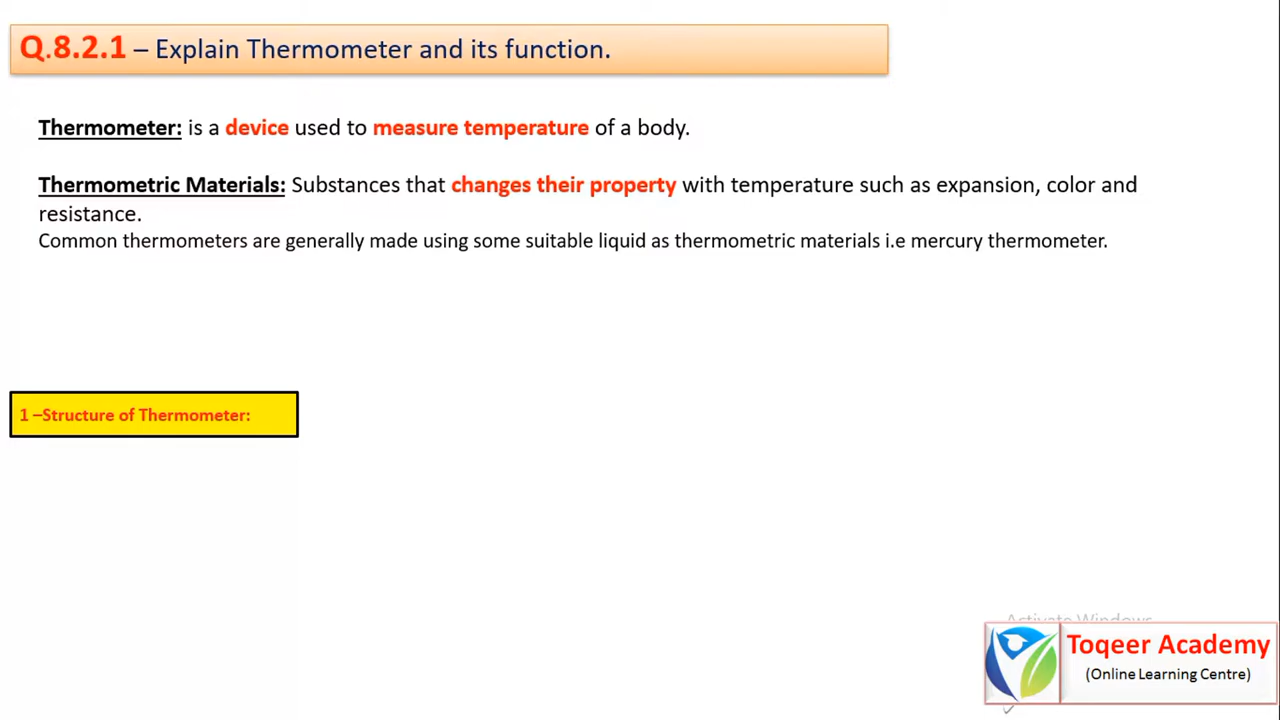 Q.8.2.1 – Explain Thermometer and its function.
Thermometer: is a device used to measure temperature of a body.
Thermometric Materials: Substances that changes their property with temperature such as expansion, color and
resistance.
Common thermometers are generally made using some suitable liquid as thermometric materials i.e mercury thermometer.
1 –Structure of Thermometer:
Activate Windows
Toqeer Academy
(Online Learning Centre)